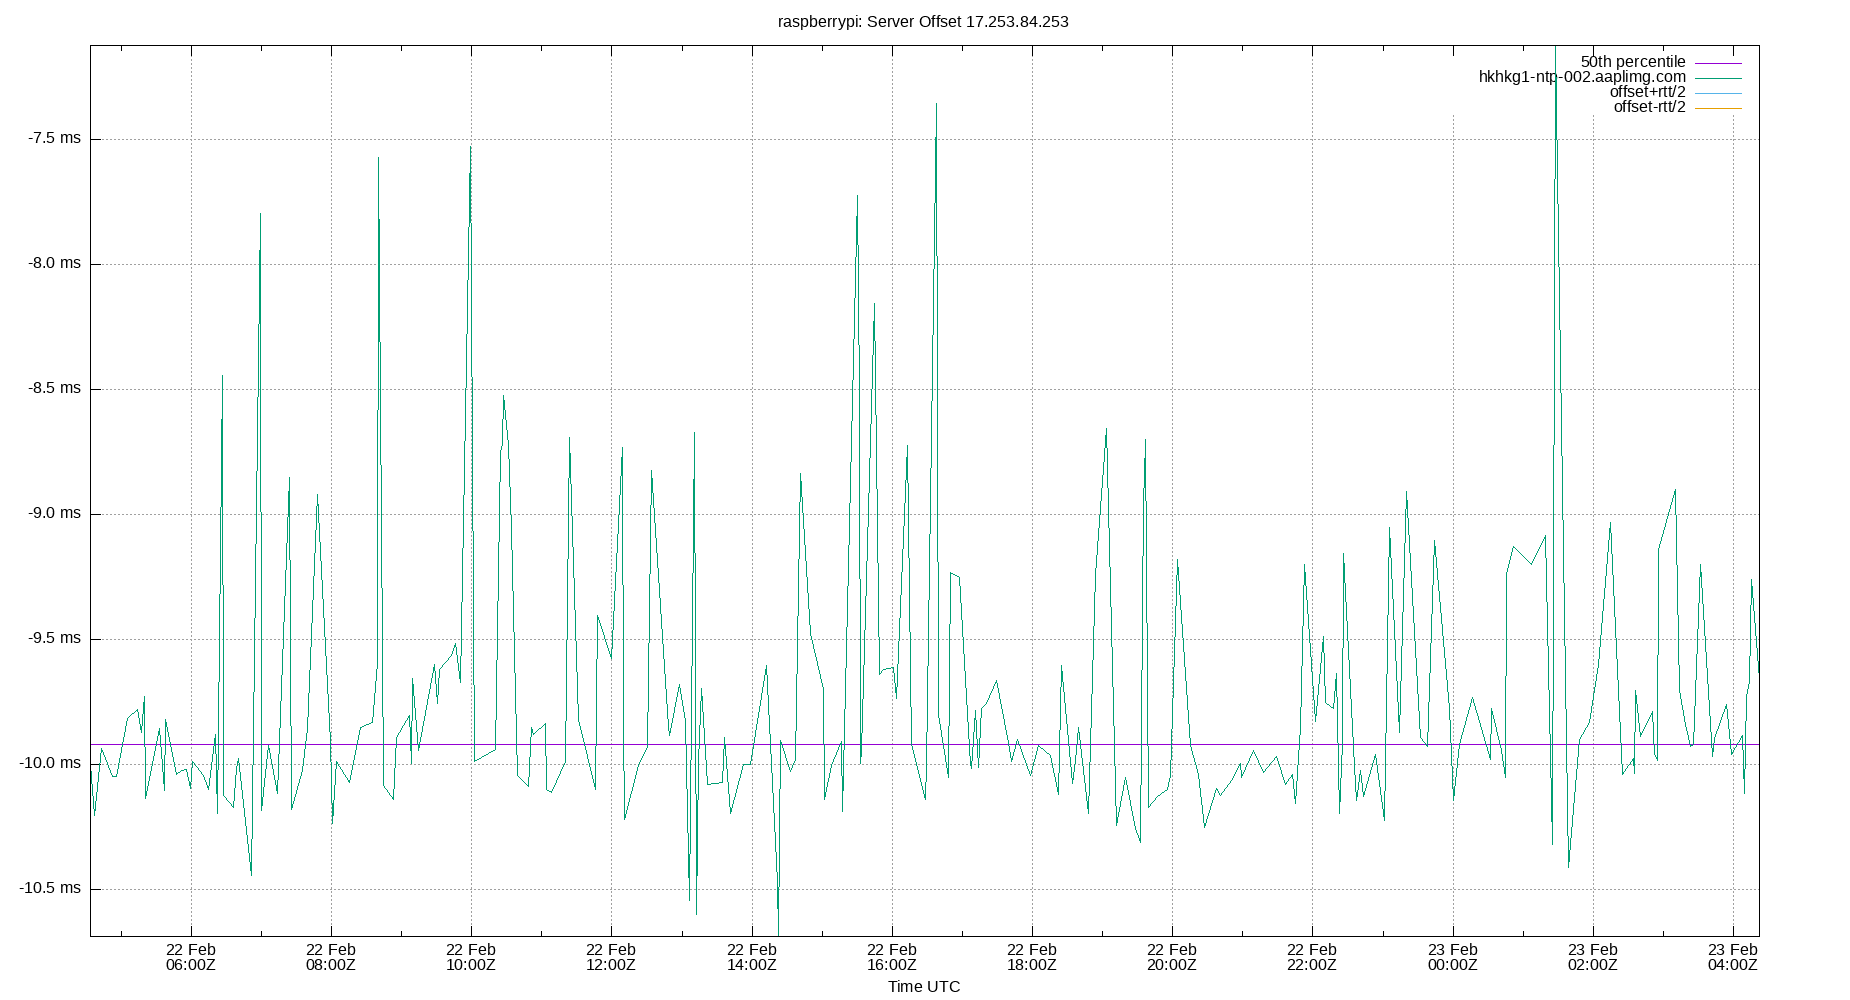 raspberrypi: Server Offset 17.253.84.253
50th percentile
hkhkg1-ntp-002.aaplimg.com
offset+rtt/2
offset-rtt/2
-7.5 ms
-8.0 ms
-8.5 ms
-9.0 ms
-9.5 ms
-10.0 ms
-10.5 ms
22 Feb 22 Feb 22 Feb 22 Feb 22 Feb 22 Feb 22 Feb 22 Feb 22 Feb 23 Feb 23 Feb 23 Feb
06:00Z 08:00Z 10:00Z 12:00Z 14:00Z 16:00Z 18:00Z 20:00Z 22:00Z 00:00Z 02:00Z 04:00Z
Time UTC